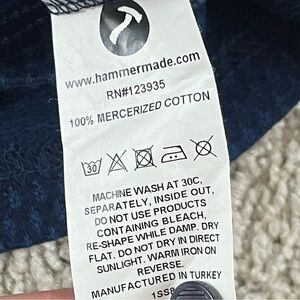 www.hammermade.com
RN#123935
100% MERCERIZED COTTON
30
MACHINE WASH AT 30C,
SEPARATELY, INSIDE OUT,
DO NOT USE PRODUCTS
CONTAINING BLEACH,
RE-SHAPE WHILE DAMP. DRY
FLAT. DO NOT DRY IN DIRECT
SUNLIGHT. WARM IRON ON
REVERSE.
MANUFACTURED IN TURKEY